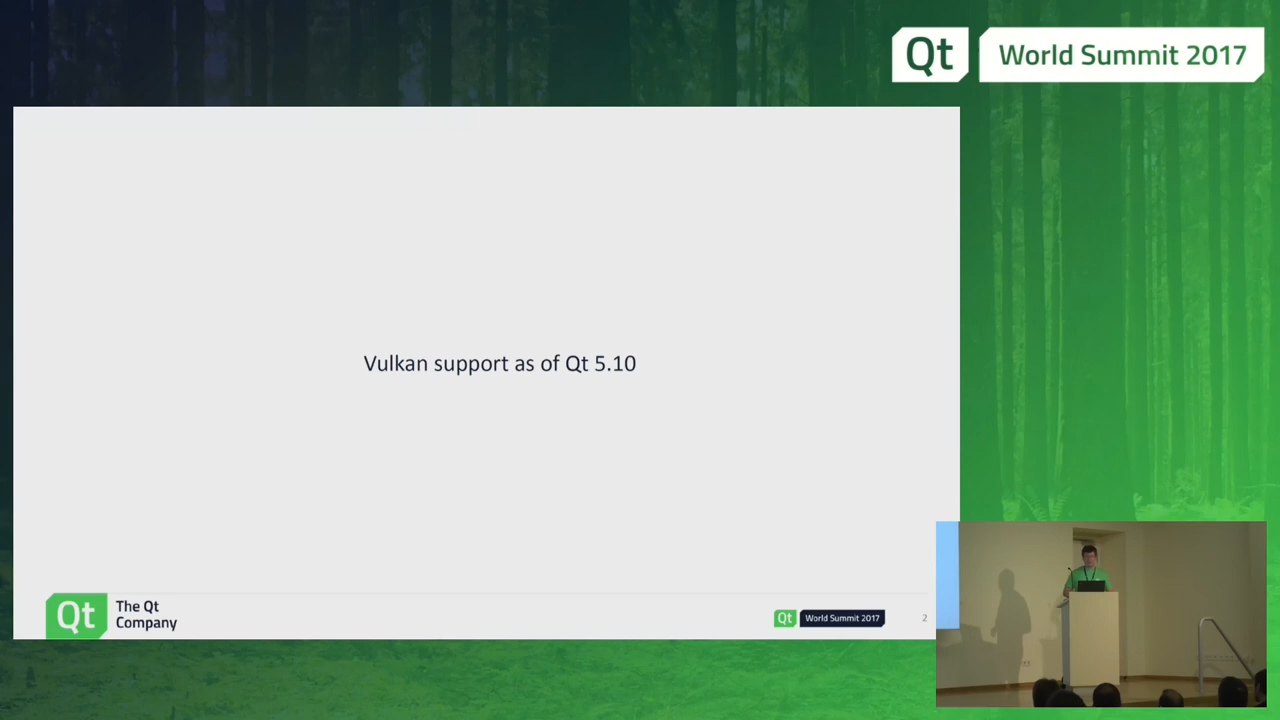 Qt
World Summit 2017
Vulkan support as of Qt 5.10
Qt
The Qt
Company
Qt
World Summit 2017
2